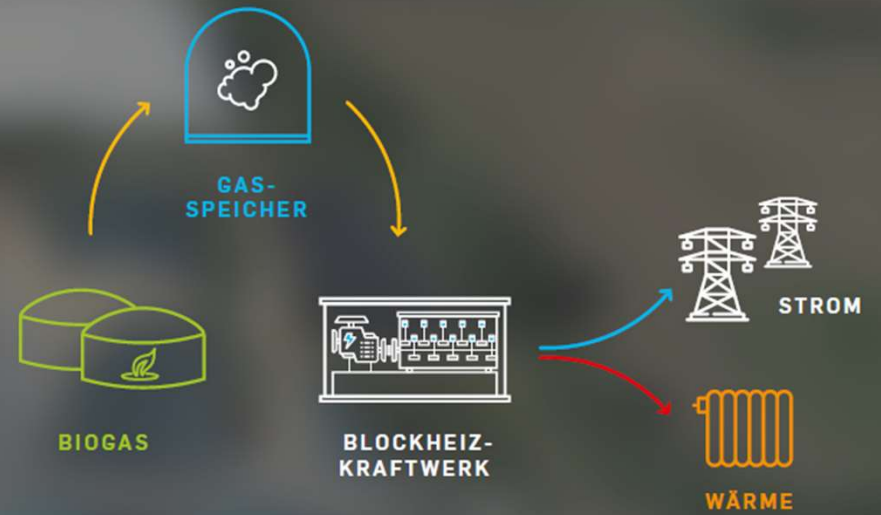 GAS-
SPEICHER
STROM
BIOGAS
BLOCKHEIZ-
KRAFTWERK
WÄRME